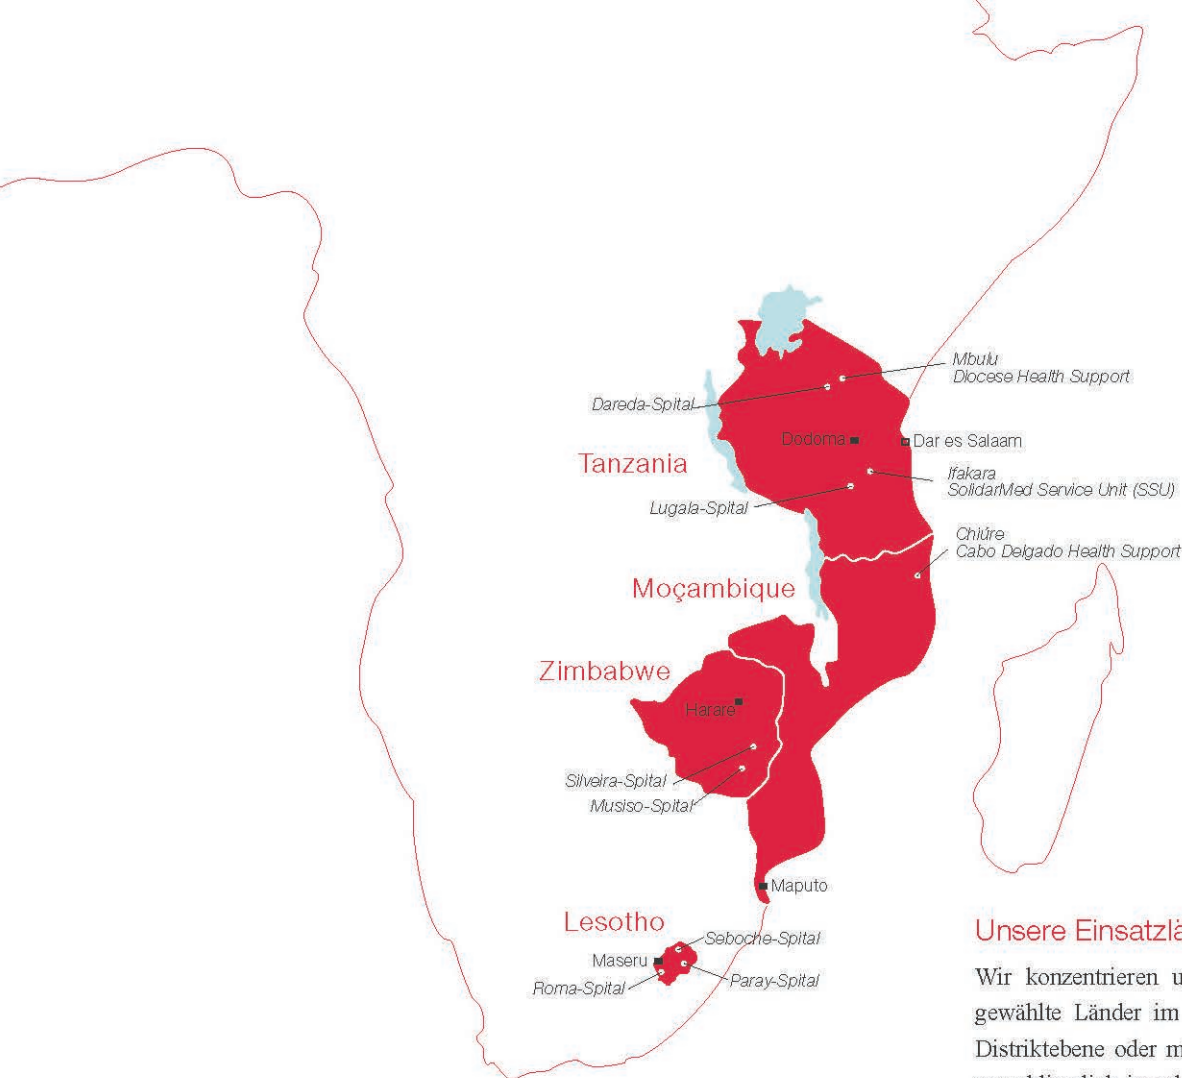 Mbulu
Diocese Health Support
Dareda-Spital
Dodoma
Dar es Salaam
Tanzania
Ifakara
SolidarMed Service Unit (SSU)
Lugala-Spital
Chiúre
Cabo Delgado Health Support
Moçambique
Zimbabwe
Harare
Silveira-Spital
Musiso-Spital
Maputo
Lesotho
Seboche-Spital
Maseru
Paray-Spital
Roma-Spital
Unsere Einsatzlä
Wir konzentrieren u
gewählte Länder im
Distriktebene oder m